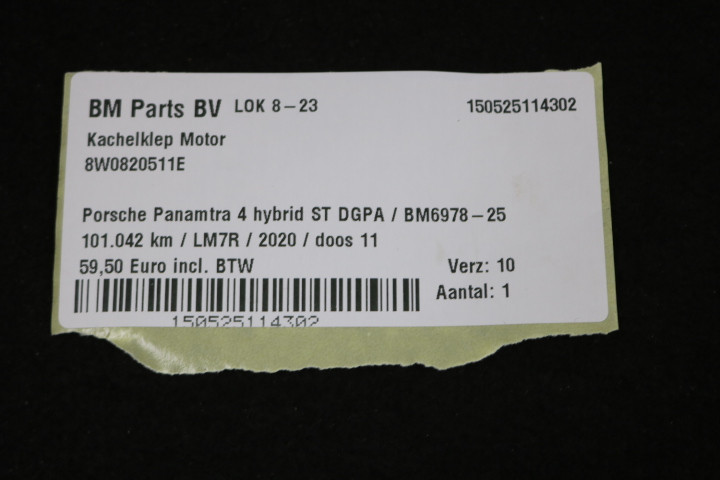 BM Parts BV LOK 8-23 150525114302
Kachelklep Motor
8W0820511E
Porsche Panamtra 4 hybrid ST DGPA / BM6978-25
101.042 km / LM7R / 2020 / doos 11
59,50 Euro incl. BTW Verz: 10
Aantal: 1
150525114302